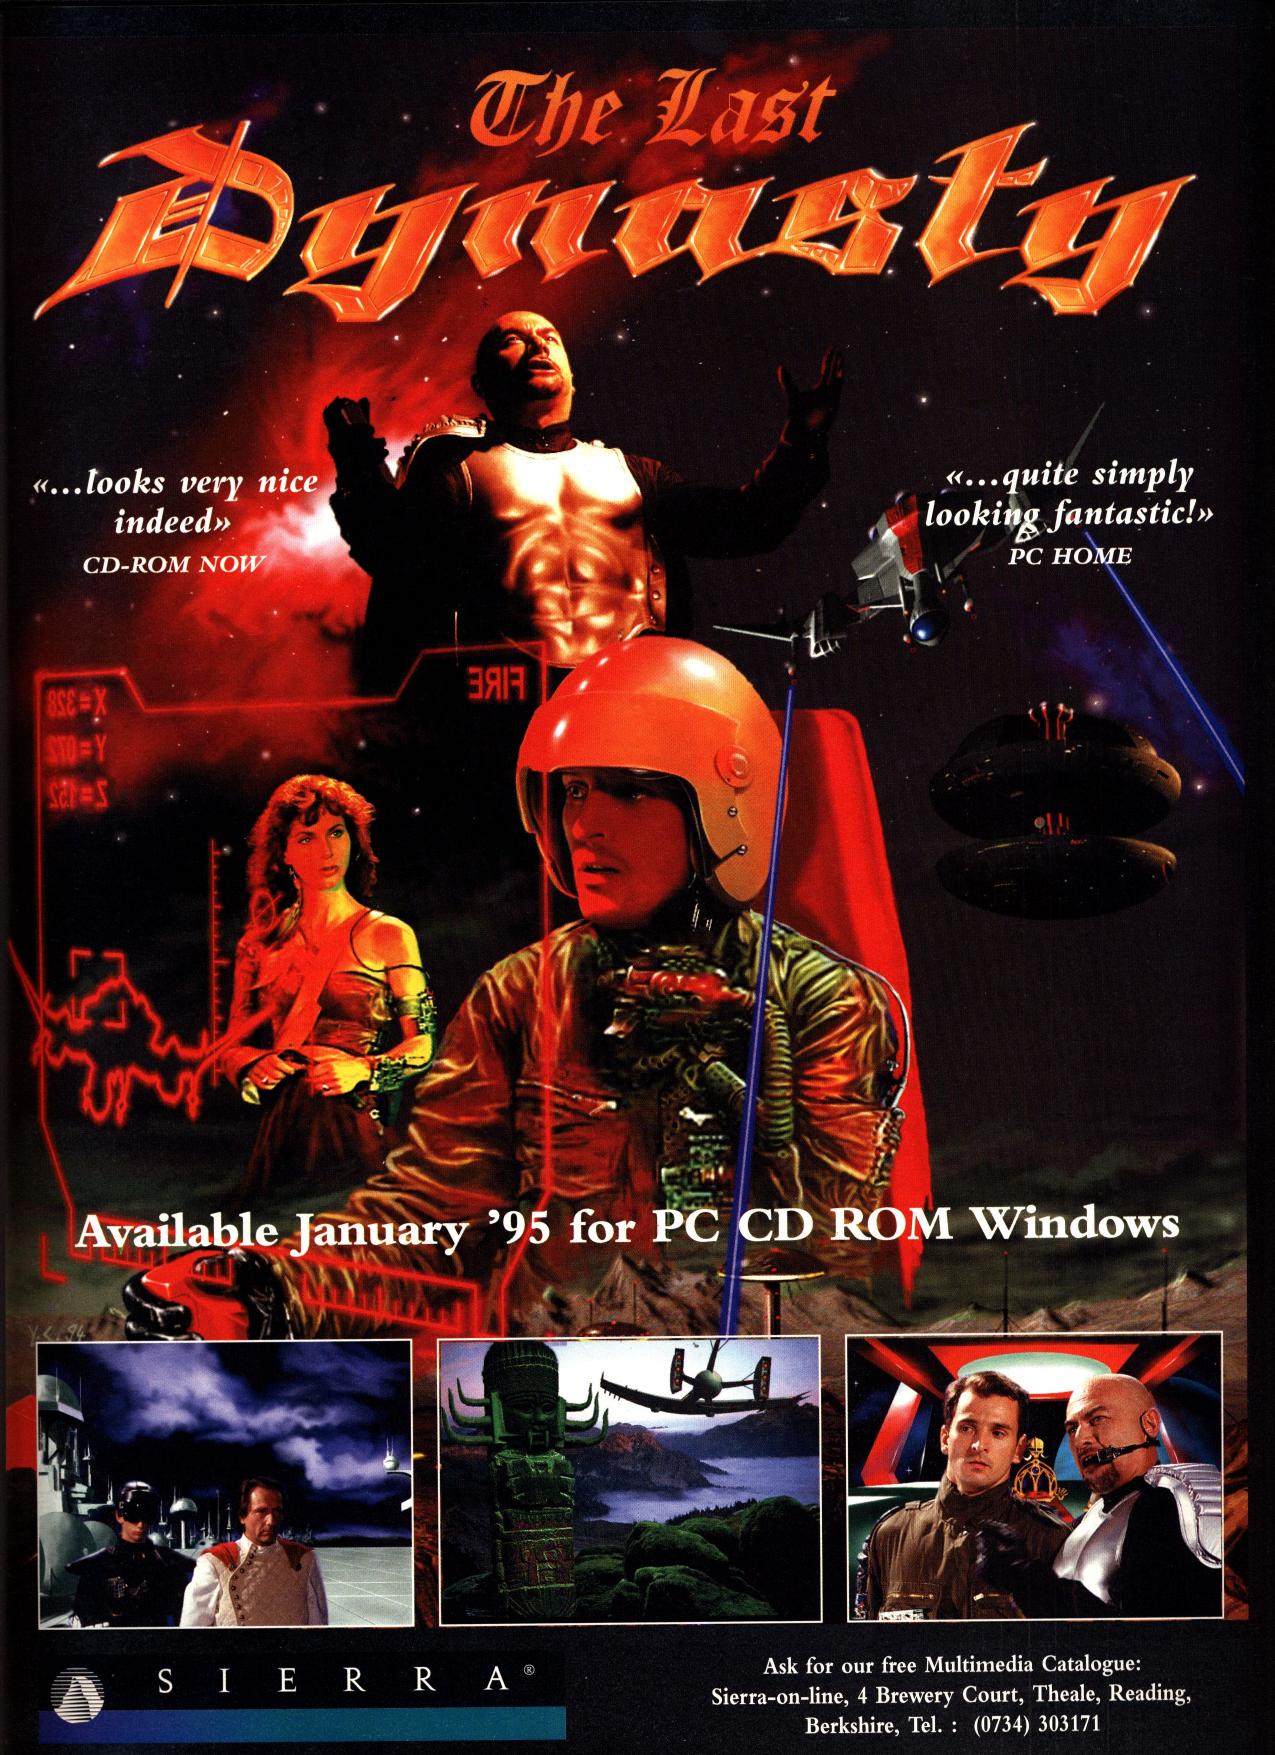 The Last
Dynasty
«...looks very nice
indeed»
CD-ROM NOW
«...quite simply
looking fantastic!»
PC HOME
FIRE
X=328
Y=072
Z=152
Available January '95 for PC CD ROM Windows
Y.C.94
SIERRA®
Ask for our free Multimedia Catalogue:
Sierra-on-line, 4 Brewery Court, Theale, Reading,
Berkshire, Tel. : (0734) 303171